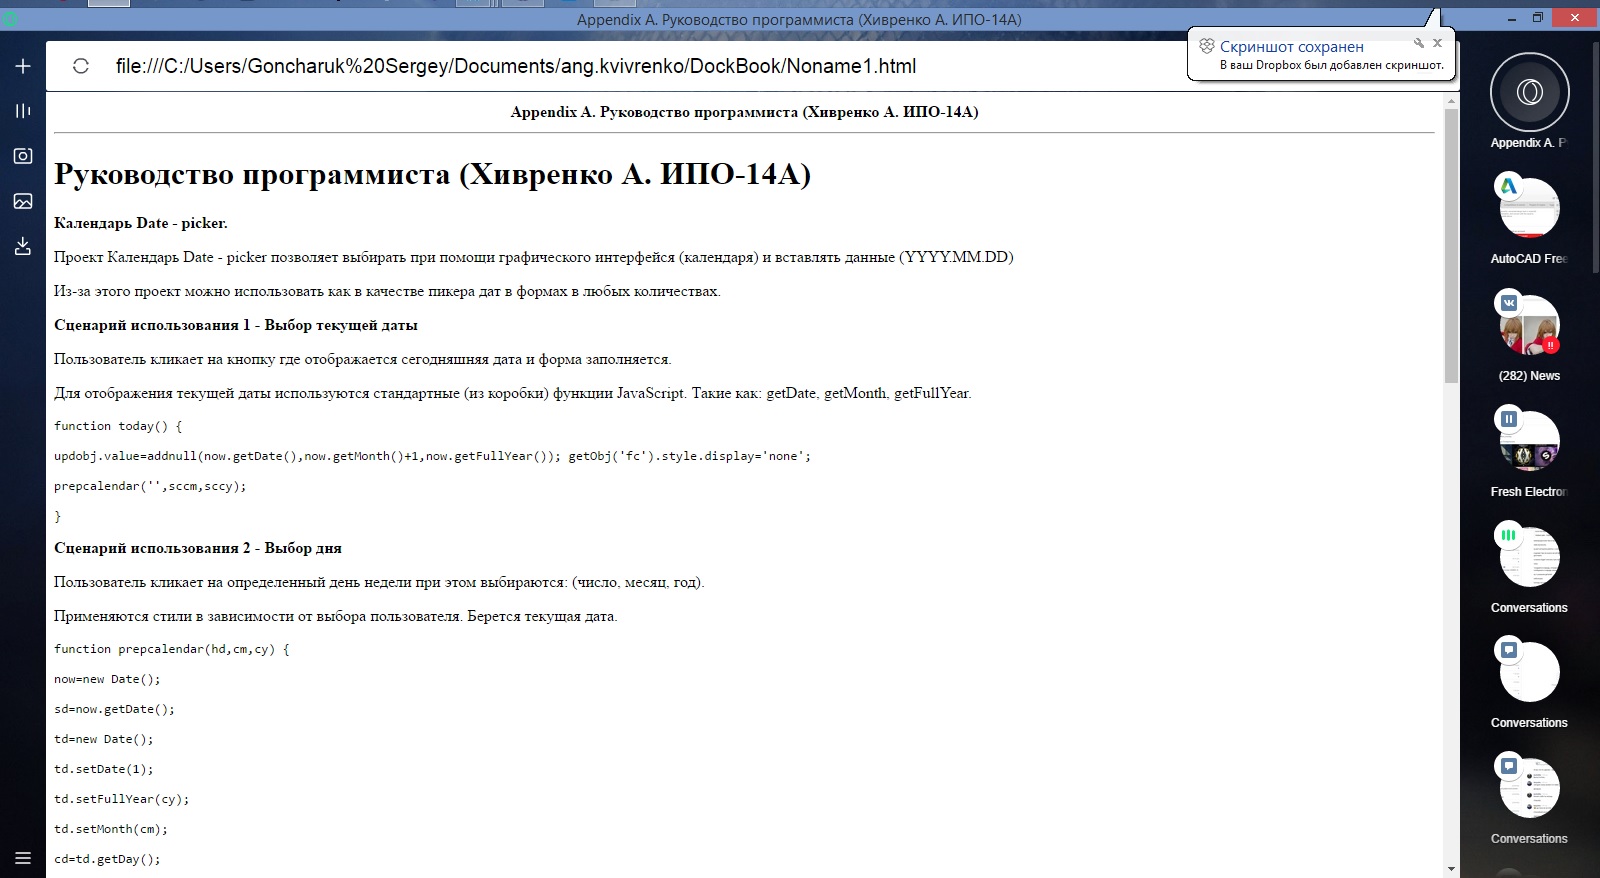 Appendix A. Руководство программиста (Хивренко А. ИПО-14А)
Скриншот сохранен
В ваш Dropbox был добавлен скриншот.
file:///C:/Users/Goncharuk%20Sergey/Documents/ang.kvivrenko/DockBook/Noname1.html
Appendix A. Руководство программиста (Хивренко А. ИПО-14А)
Руководство программиста (Хивренко А. ИПО-14А)
Календарь Date - picker.
Проект Календарь Date - picker позволяет выбирать при помощи графического интерфейся (календаря) и вставлять данные (YYYY.MM.DD)
Из-за этого проект можно использовать как в качестве пикера дат в формах в любых количествах.
Сценарий использования 1 - Выбор текущей даты
Пользователь кликает на кнопку где отображается сегодняшняя дата и форма заполняется.
Для отображения текущей даты используются стандартные (из коробки) функции JavaScript. Такие как: getDate, getMonth, getFullYear.
function today() {
updobj.value=addnull(now.getDate(),now.getMonth()+1,now.getFullYear()); getObj('fc').style.display='none';
prepcalendar('',sccm,sccy);
}
Сценарий использования 2 - Выбор дня
Пользователь кликает на определенный день недели при этом выбираются: (число, месяц, год).
Применяются стили в зависимости от выбора пользователя. Берется текущая дата.
function prepcalendar(hd,cm,cy) {
now=new Date();
sd=now.getDate();
td=new Date();
td.setDate(1);
td.setFullYear(cy);
td.setMonth(cm);
cd=td.getDay();
Appendix A. P
AutoCAD Free
(282) News
Fresh Electron
Conversations
Conversations
Conversations